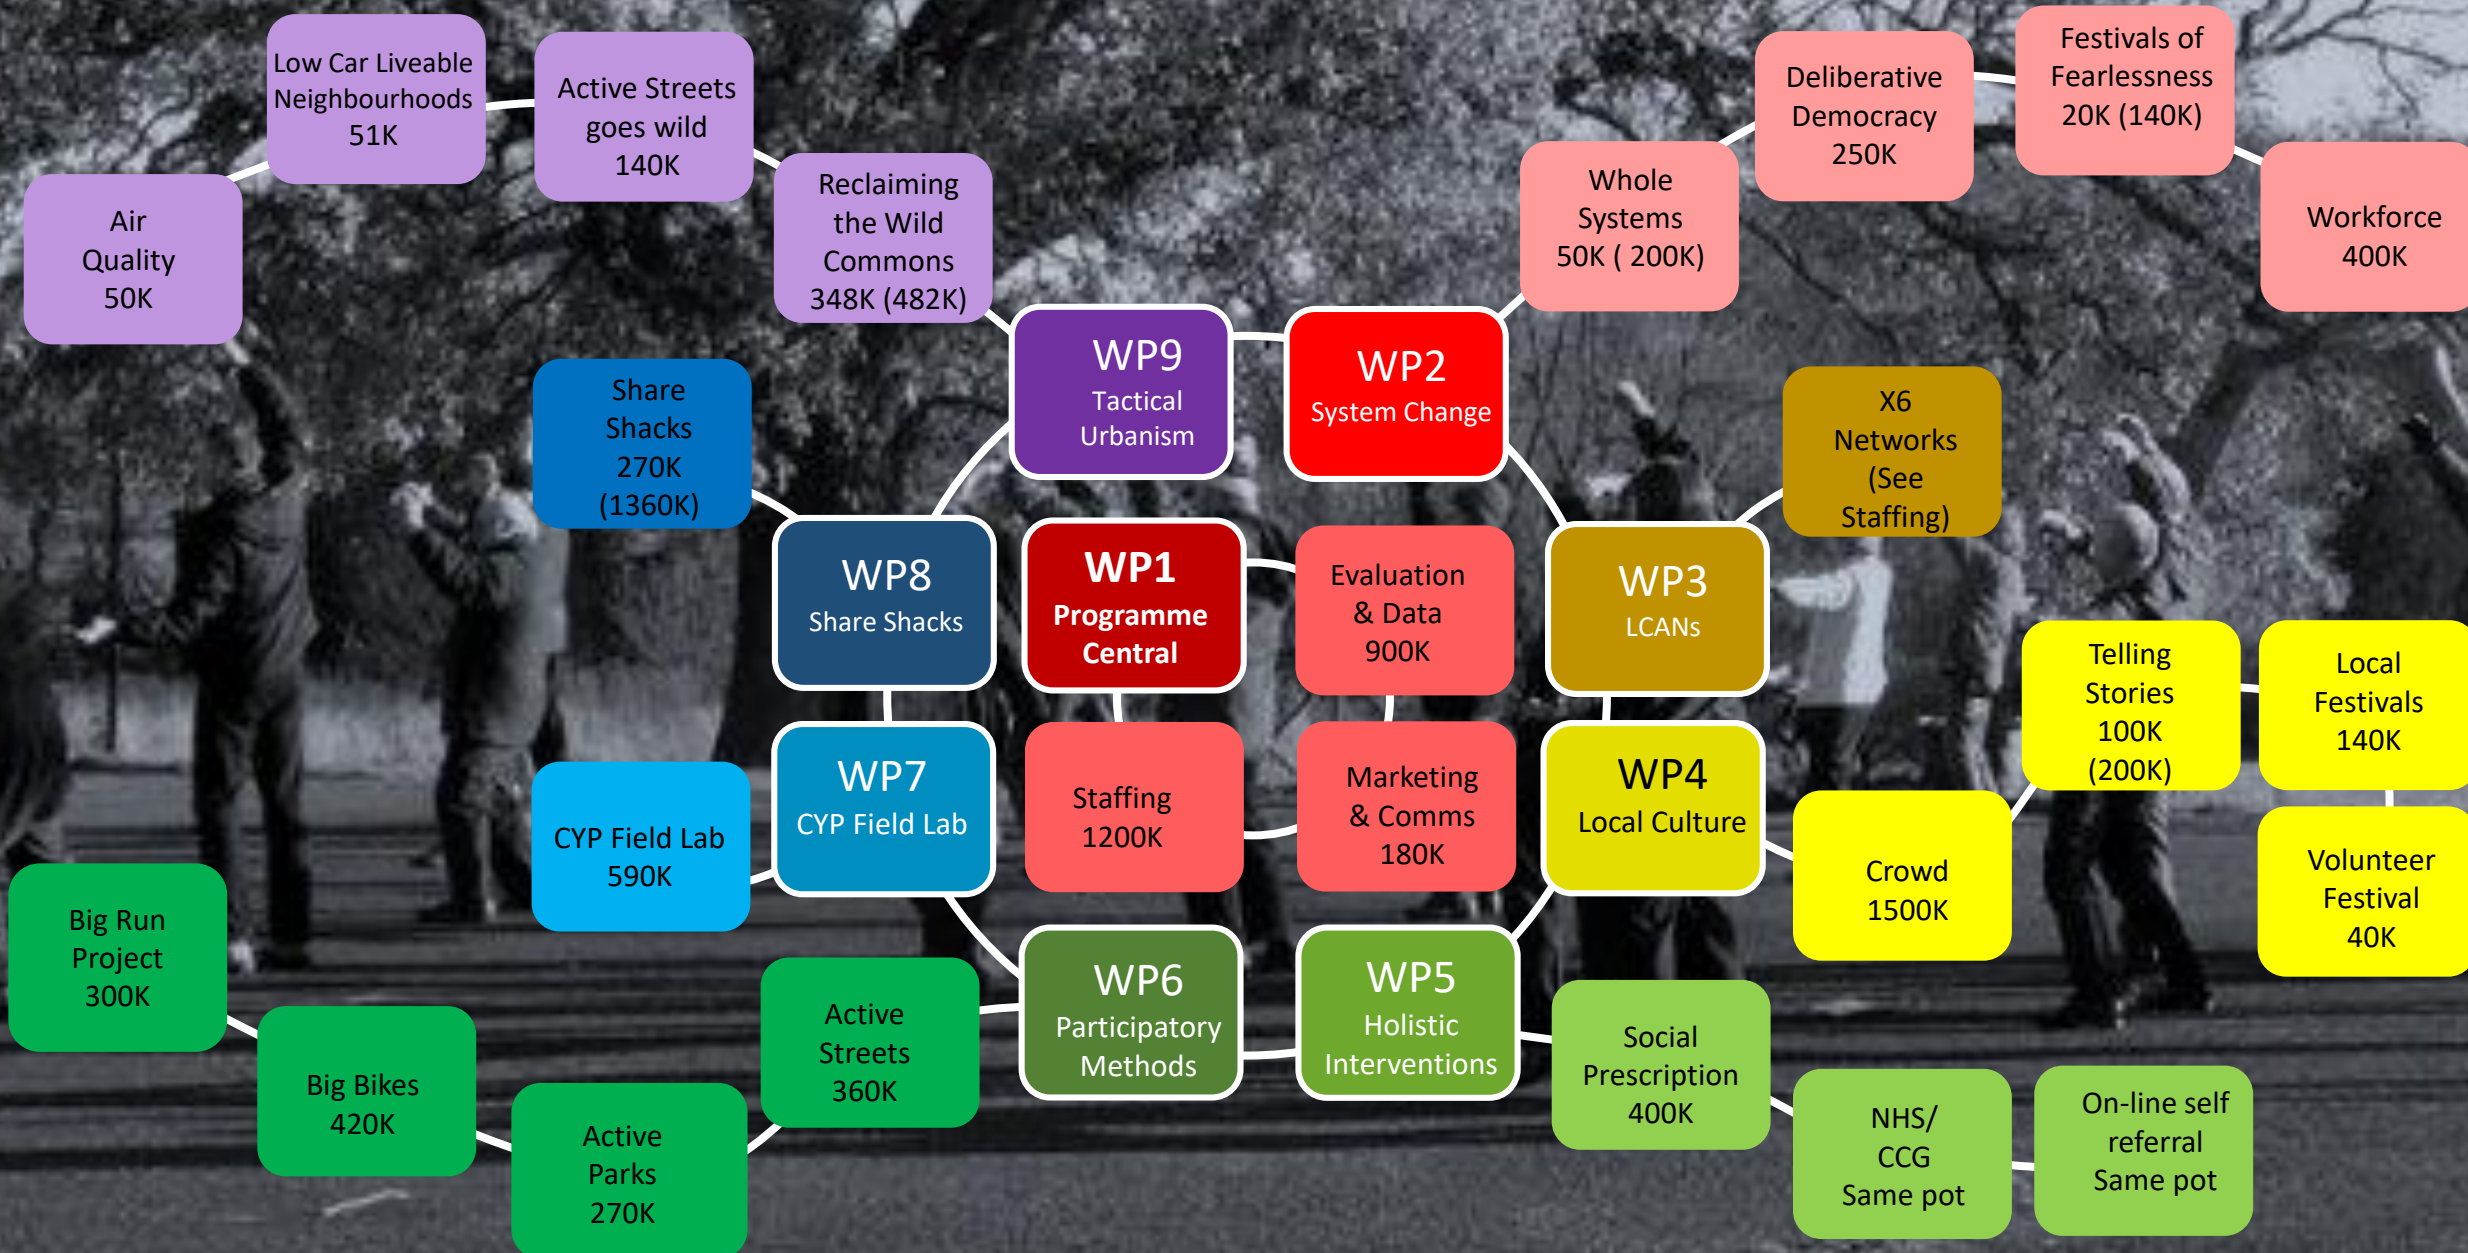 Low Car Liveable
Neighbourhoods
51K
Active Streets
goes wild
140K
Air
Quality
50K
Reclaiming
the Wild
Commons
348K (482K)
Whole
Systems
50K ( 200K)
Deliberative
Democracy
250K
Festivals of
Fearlessness
20K (140K)
Workforce
400K
WP9
Tactical
Urbanism
WP2
System Change
Share
Shacks
270K
(1360K)
X6
Networks
(See
Staffing)
WP8
Share Shacks
WP1
Programme
Central
Evaluation
& Data
900K
WP3
LCANs
Telling
Stories
100K
(200K)
Local
Festivals
140K
CYP Field Lab
590K
WP7
CYP Field Lab
Staffing
1200K
Marketing
& Comms
180K
WP4
Local Culture
Crowd
1500K
Volunteer
Festival
40K
Big Run
Project
300K
Big Bikes
420K
Active
Parks
270K
Active
Streets
360K
WP6
Participatory
Methods
WP5
Holistic
Interventions
Social
Prescription
400K
NHS/
CCG
Same pot
On-line self
referral
Same pot